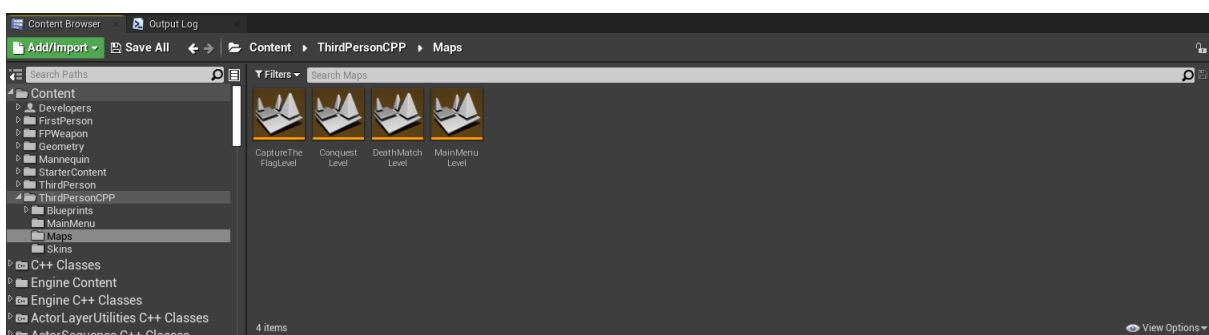 Content Browser
Output Log
Add/Import
Save All
Content
ThirdPersonCPP
Maps
Search Paths
Content
Developers
FirstPerson
FPWeapon
Geometry
Mannequin
StarterContent
ThirdPerson
ThirdPersonCPP
Blueprints
MainMenu
Maps
Skins
C++ Classes
Engine Content
Engine C++ Classes
ActorLayerUtilities C++ Classes
ActorSequence C++ Classes
Filters
Search Maps
CaptureThe
FlagLevel
Conquest
Level
DeathMatch
Level
MainMenu
Level
4 items
View Options